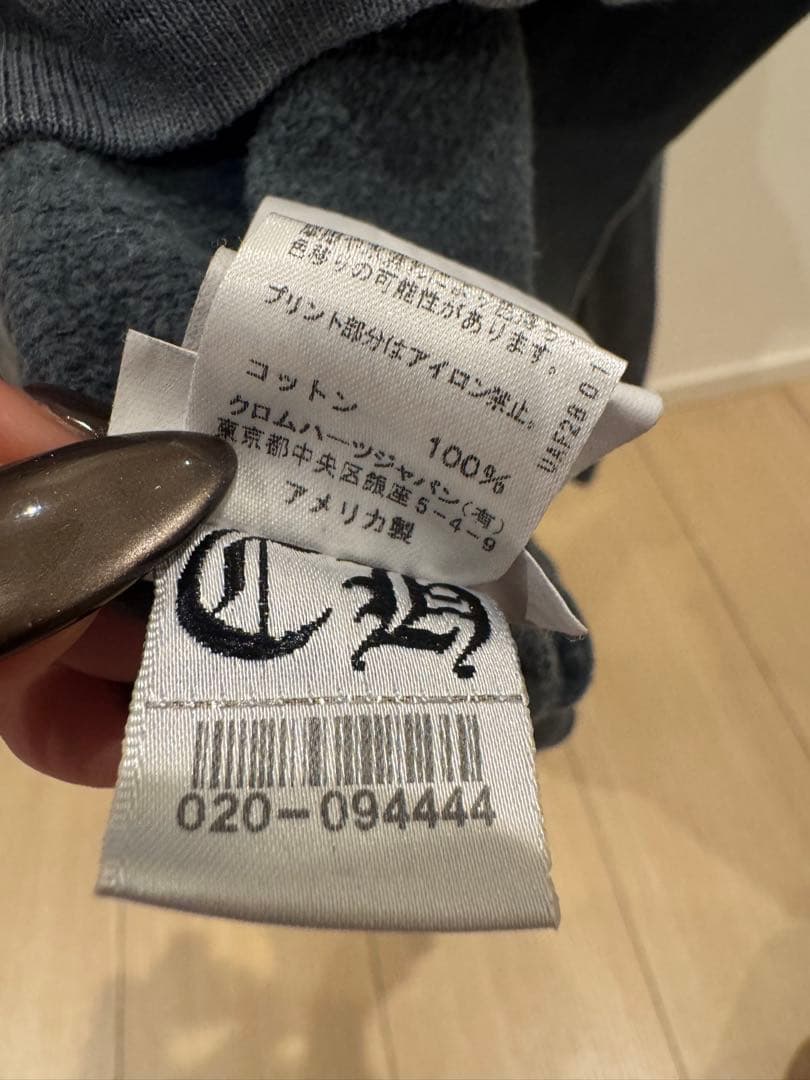 色移りの可能性があります。
プリント部分はアイロン禁止。
コットン 100%
クロムハーツジャパン(有)
東京都中央区銀座5-4-9
アメリカ製
UAF28 01
CH
020-094444